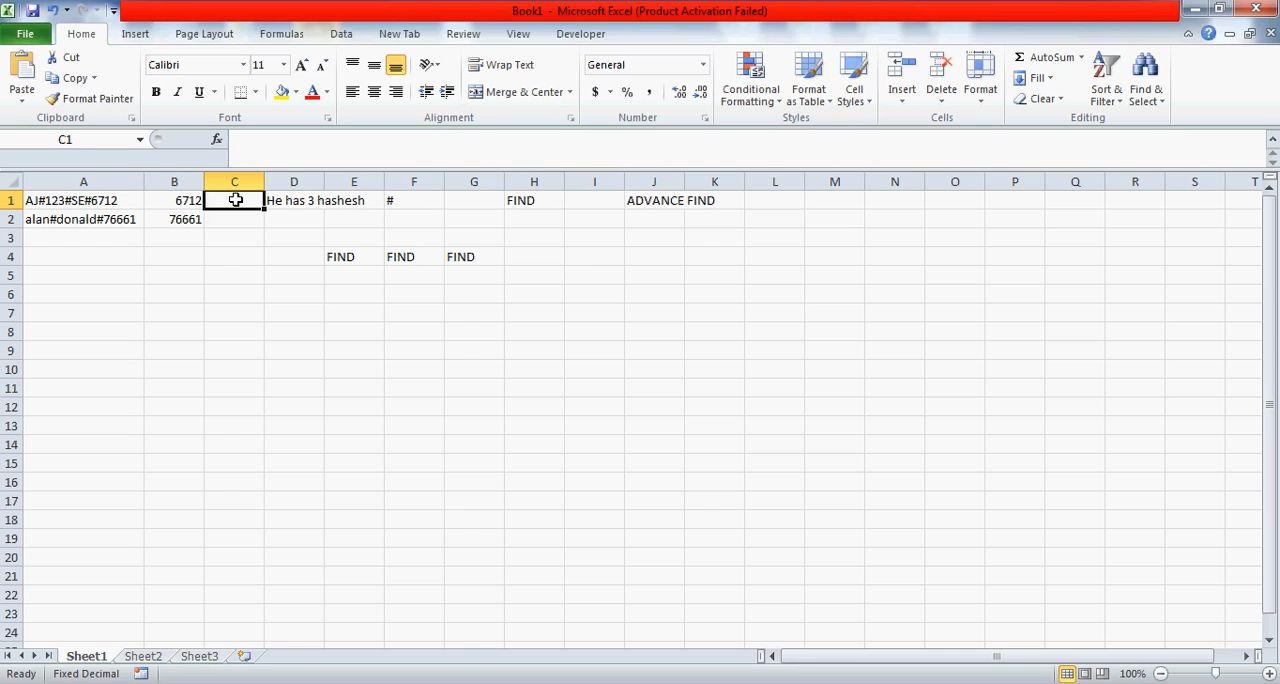 Book1 - Microsoft Excel (Product Activation Failed)
File Home Insert Page Layout Formulas Data New Tab Review View Developer
Paste
Cut
Copy
Format Painter
Clipboard
Calibri 11
B I U
Font
Wrap Text
Merge & Center
Alignment
General
$ % ,
Number
Conditional Formatting
Format as Table
Cell Styles
Styles
Insert Delete Format
Cells
AutoSum
Fill
Clear
Sort & Filter
Find & Select
Editing
C1 fx
A B C D E F G H I J K L M N O P Q R S T
1 AJ#123#SE#6712 6712 He has 3 hashesh # FIND ADVANCE FIND
2 alan#donald#76661 76661
3
4 FIND FIND FIND
5
6
7
8
9
10
11
12
13
14
15
16
17
18
19
20
21
22
23
24
Sheet1 Sheet2 Sheet3
Ready Fixed Decimal 100%